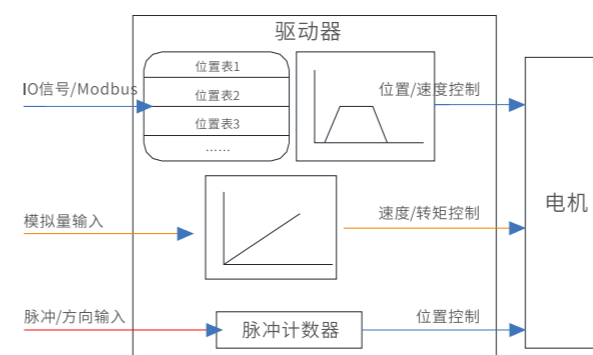 驱动器
位置表1
IO信号/Modbus
位置表2
位置/速度控制
位置表3
......
电机
模拟量输入
速度/转矩控制
脉冲/方向输入
脉冲计数器
位置控制